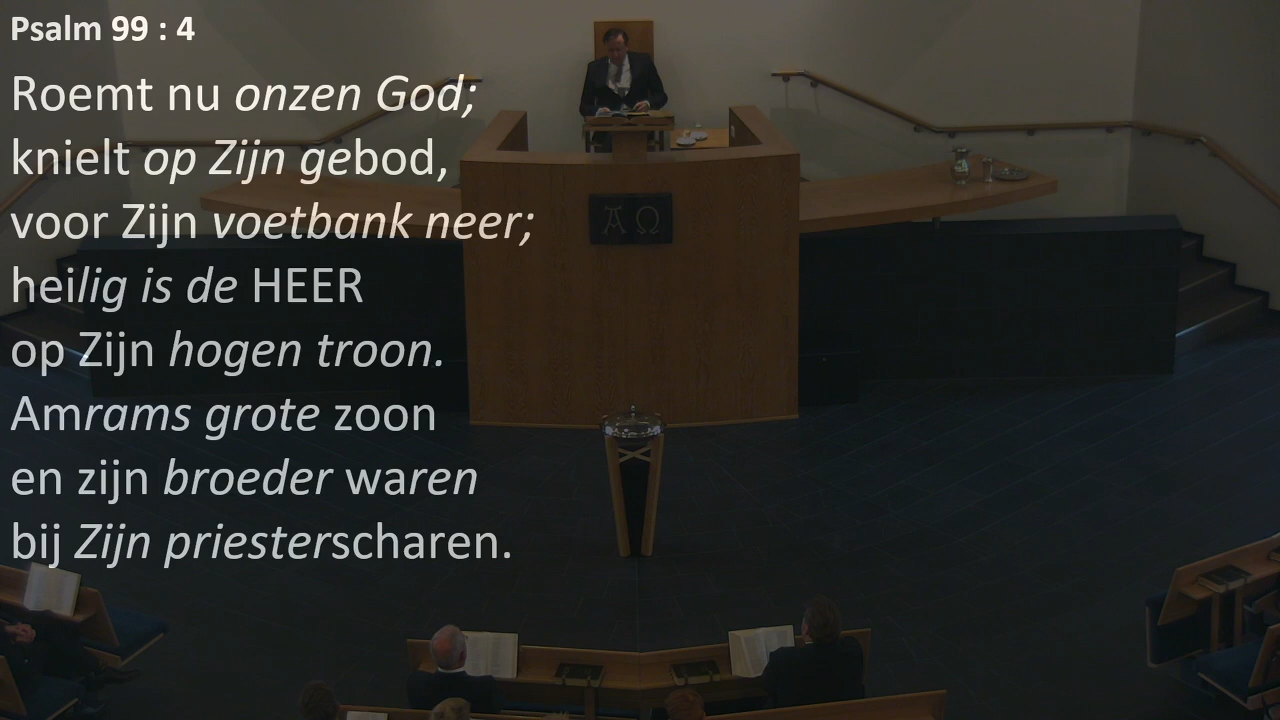 Psalm 99 : 4
Roemt nu onzen God;
knielt op Zijn gebod,
voor Zijn voetbank neer;
heilig is de HEER
op Zijn hogen troon.
Amrams grote zoon
en zijn broeder waren
bij Zijn priesterscharen.
Α Ω